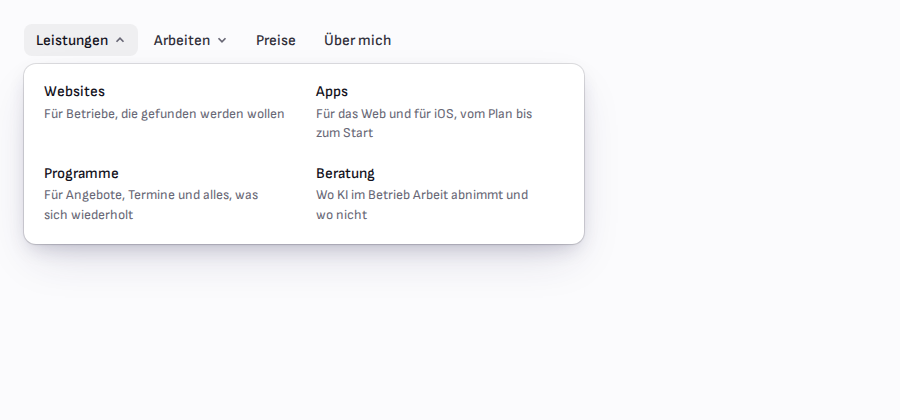 Leistungen Arbeiten Preise Über mich
Websites
Für Betriebe, die gefunden werden wollen
Apps
Für das Web und für iOS, vom Plan bis
zum Start
Programme
Für Angebote, Termine und alles, was
sich wiederholt
Beratung
Wo KI im Betrieb Arbeit abnimmt und
wo nicht